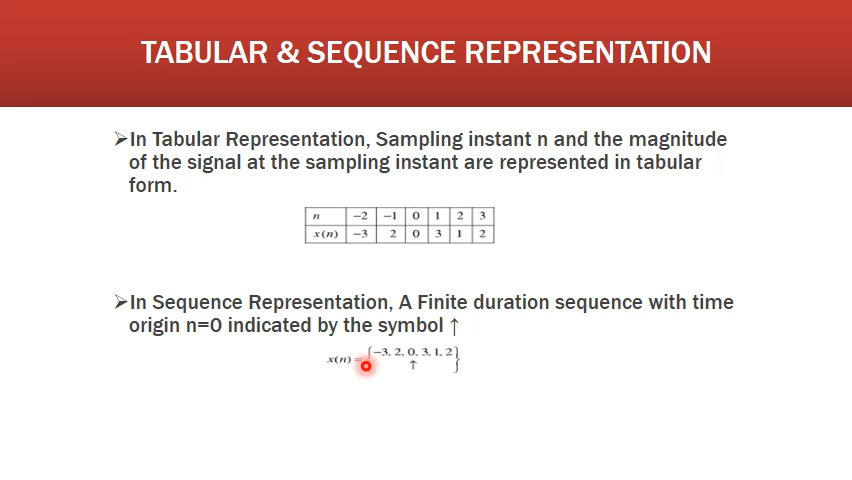 TABULAR & SEQUENCE REPRESENTATION
➢In Tabular Representation, Sampling instant n and the magnitude
of the signal at the sampling instant are represented in tabular
form.
n −2 −1 0 1 2 3
x(n) −3 2 0 3 1 2
➢In Sequence Representation, A Finite duration sequence with time
origin n=0 indicated by the symbol ↑
x(n) = {−3, 2, 0, 3, 1, 2}
↑